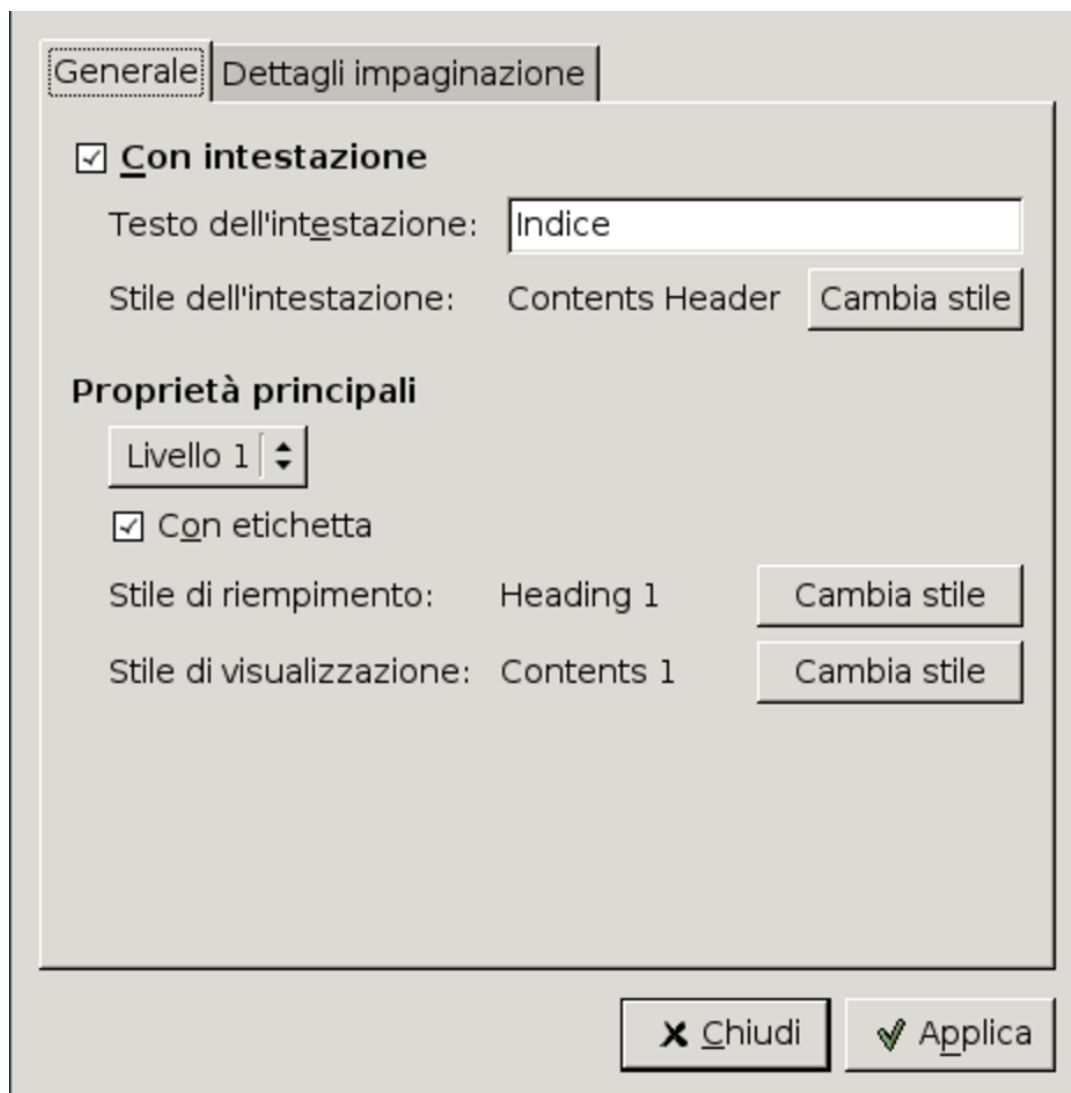 Generale Dettagli impaginazione
Con intestazione
Testo dell'intestazione: Indice
Stile dell'intestazione: Contents Header Cambia stile
Proprietà principali
Livello 1
Con etichetta
Stile di riempimento: Heading 1 Cambia stile
Stile di visualizzazione: Contents 1 Cambia stile
Chiudi Applica